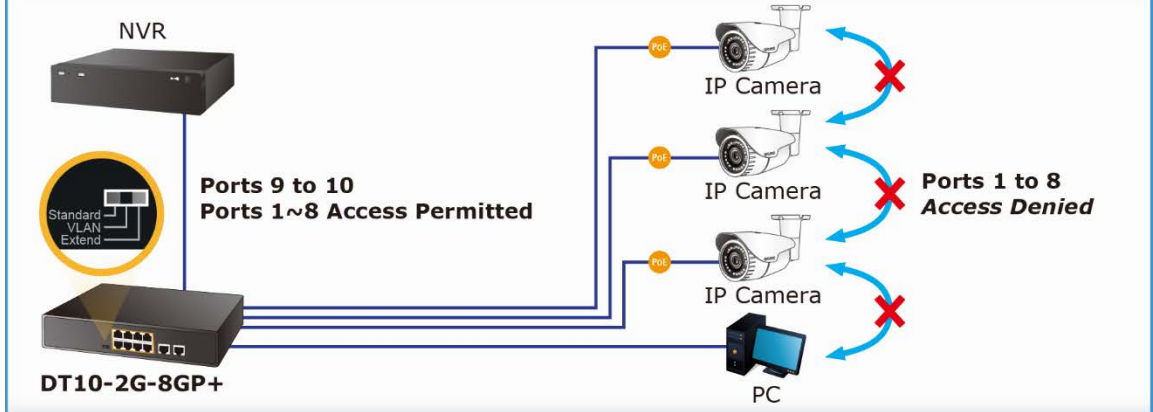 NVR
PoE
IP Camera
Ports 9 to 10
Ports 1~8 Access Permitted
Standard
VLAN
Extend
PoE
IP Camera
Ports 1 to 8
Access Denied
PoE
IP Camera
DT10-2G-8GP+
PC